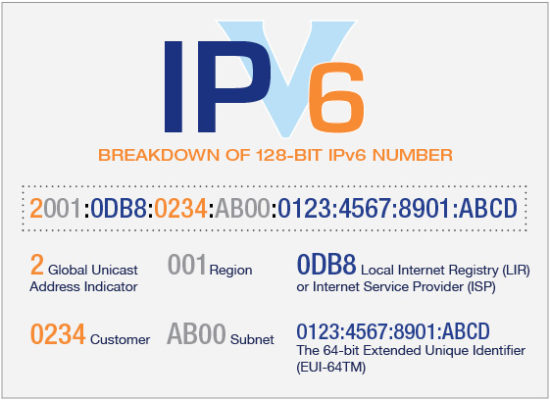 IPV6
BREAKDOWN OF 128-BIT IPv6 NUMBER
2001:0DB8:0234:AB00:0123:4567:8901:ABCD
2 Global Unicast
Address Indicator
001 Region
0DB8 Local Internet Registry (LIR)
or Internet Service Provider (ISP)
0234 Customer
AB00 Subnet
0123:4567:8901:ABCD
The 64-bit Extended Unique Identifier
(EUI-64TM)